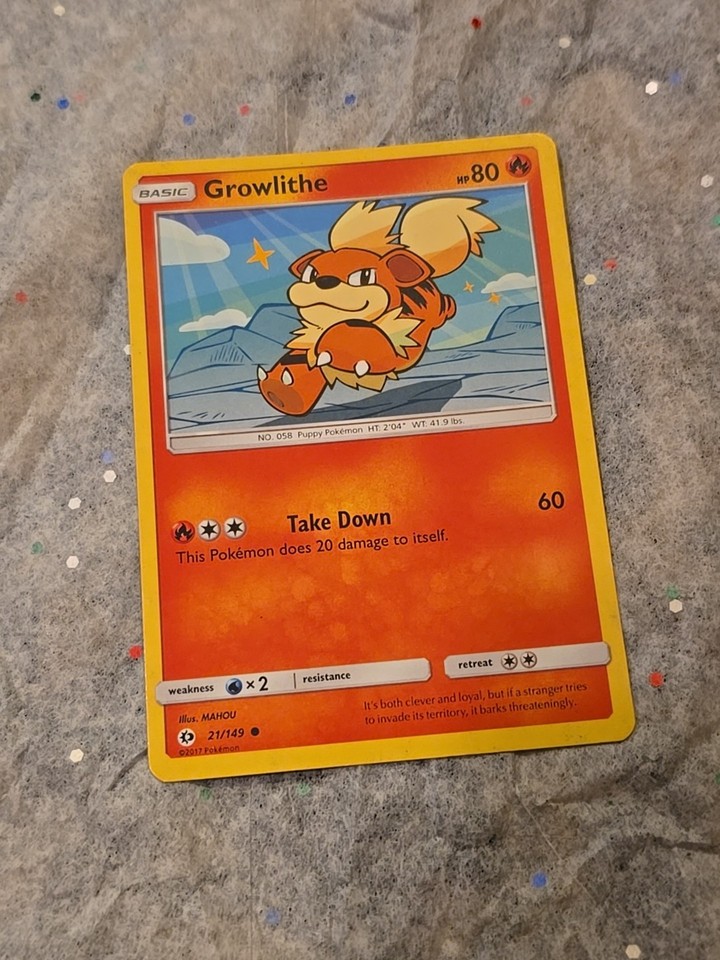 BASIC Growlithe HP 80
NO. 058 Puppy Pokémon HT: 2'04" WT: 41.9 lbs.
Take Down 60
This Pokémon does 20 damage to itself.
weakness ×2 resistance retreat
It's both clever and loyal, but if a stranger tries
to invade its territory, it barks threateningly.
Illus. MAHOU
21/149
©2017 Pokémon